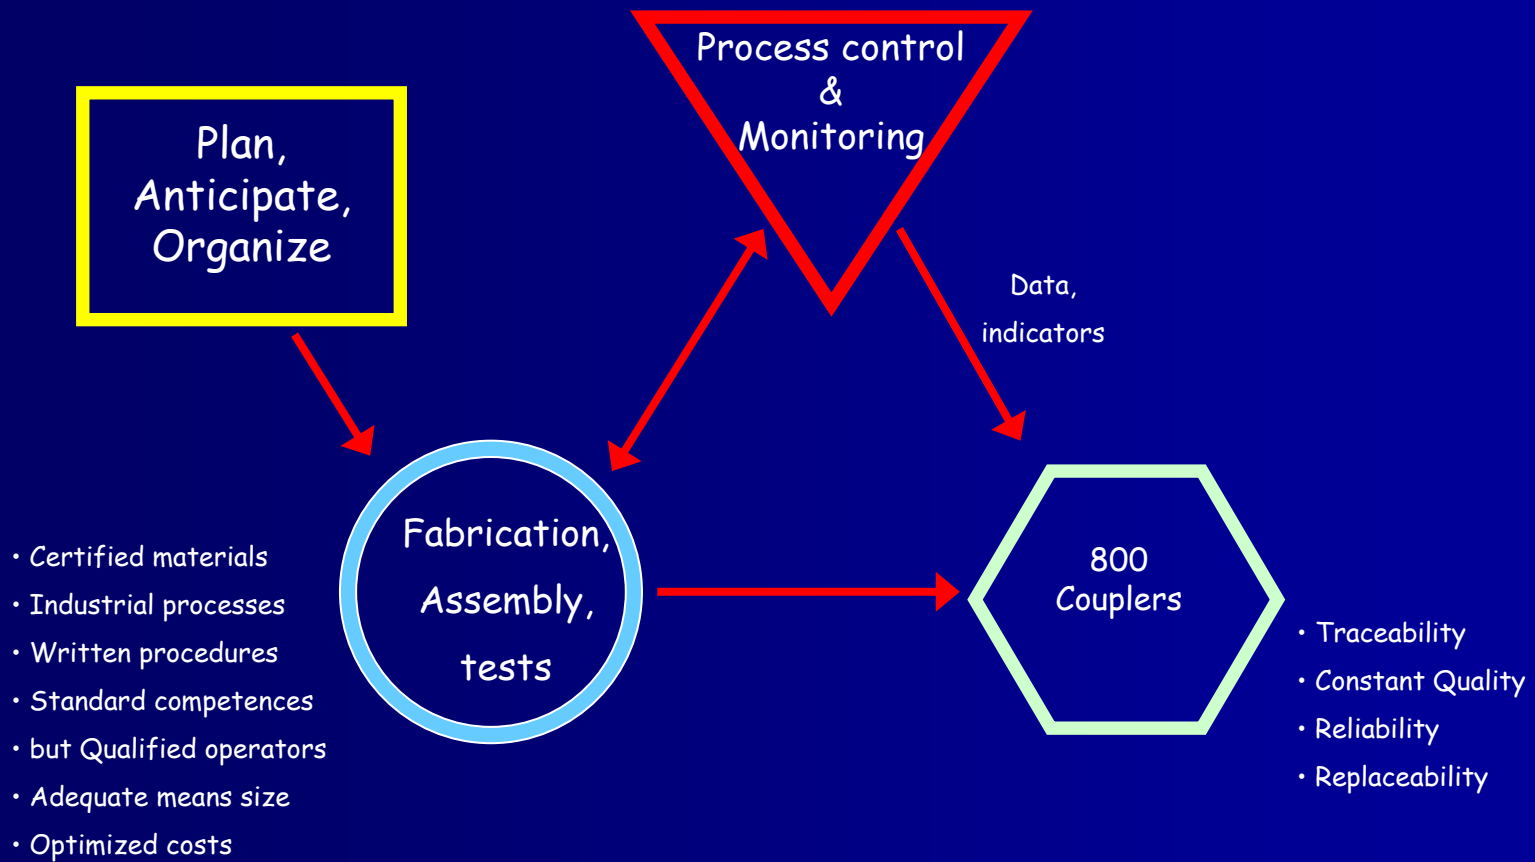 Process control
&
Monitoring
Plan,
Anticipate,
Organize
Data,
indicators
Fabrication,
Assembly,
tests
800
Couplers
• Certified materials
• Industrial processes
• Written procedures
• Standard competences
• but Qualified operators
• Adequate means size
• Optimized costs
• Traceability
• Constant Quality
• Reliability
• Replaceability